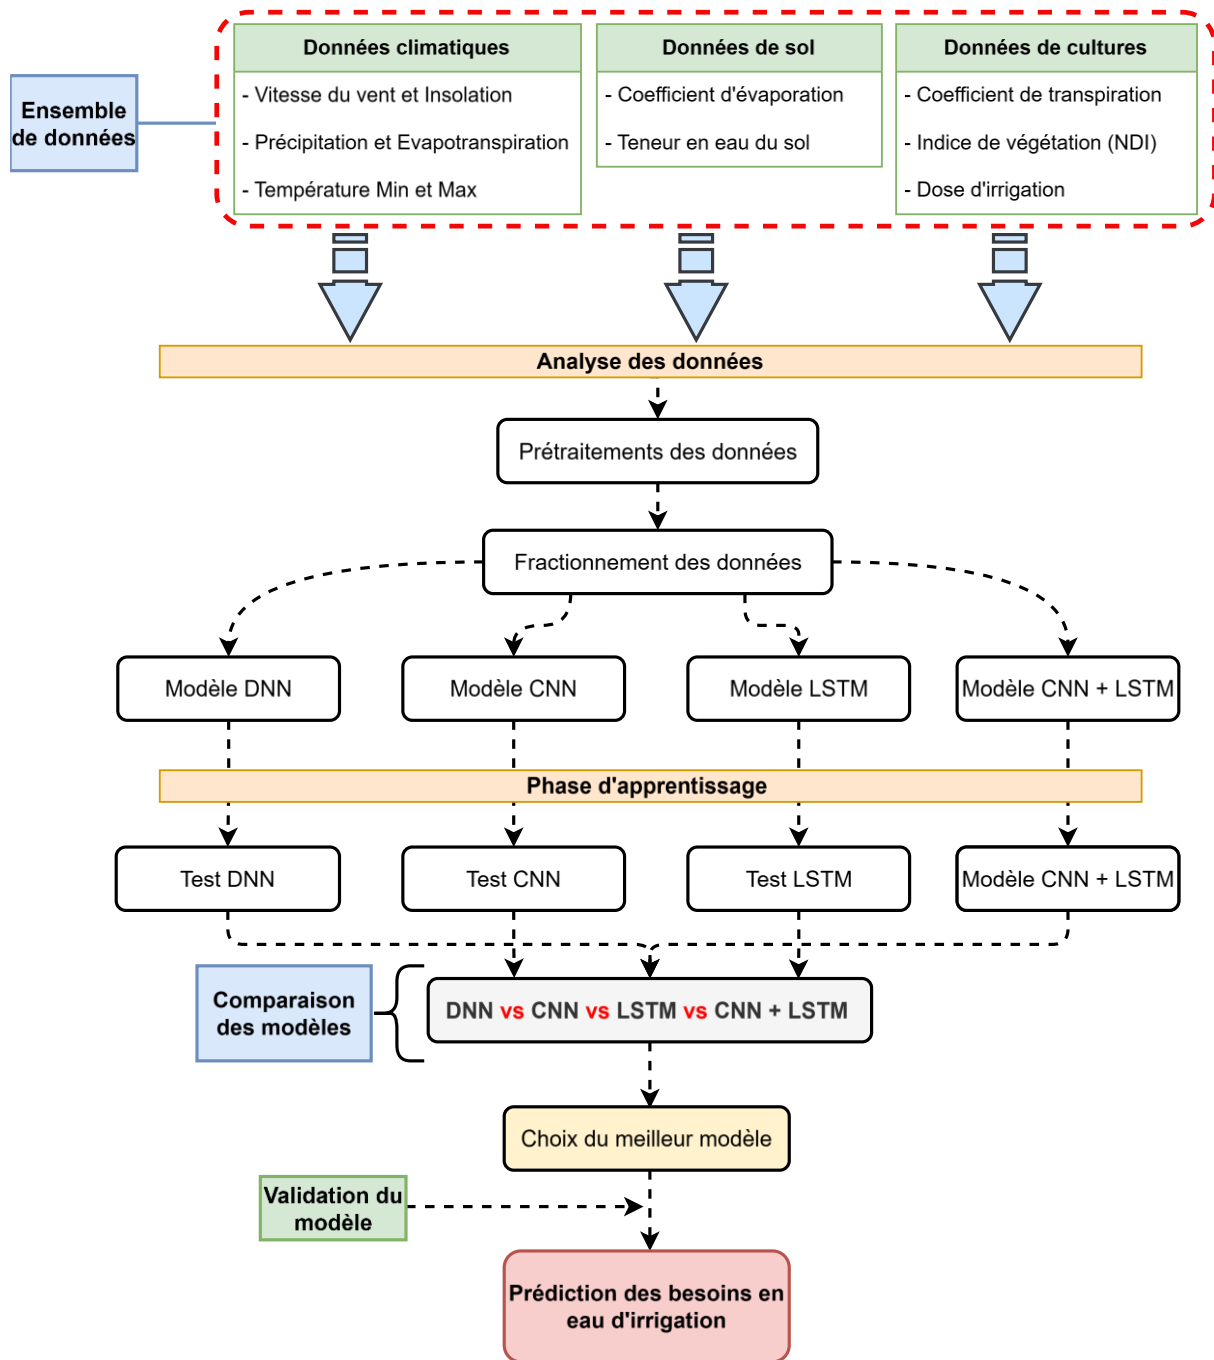 Ensemble
de données
Données climatiques
- Vitesse du vent et Insolation
- Précipitation et Evapotranspiration
- Température Min et Max
Données de sol
- Coefficient d'évaporation
- Teneur en eau du sol
Données de cultures
- Coefficient de transpiration
- Indice de végétation (NDI)
- Dose d'irrigation
Analyse des données
Prétraitements des données
Fractionnement des données
Modèle DNN
Modèle CNN
Modèle LSTM
Modèle CNN + LSTM
Phase d'apprentissage
Test DNN
Test CNN
Test LSTM
Modèle CNN + LSTM
Comparaison
des modèles
DNN vs CNN vs LSTM vs CNN + LSTM
Choix du meilleur modèle
Validation du
modèle
Prédiction des besoins en
eau d'irrigation